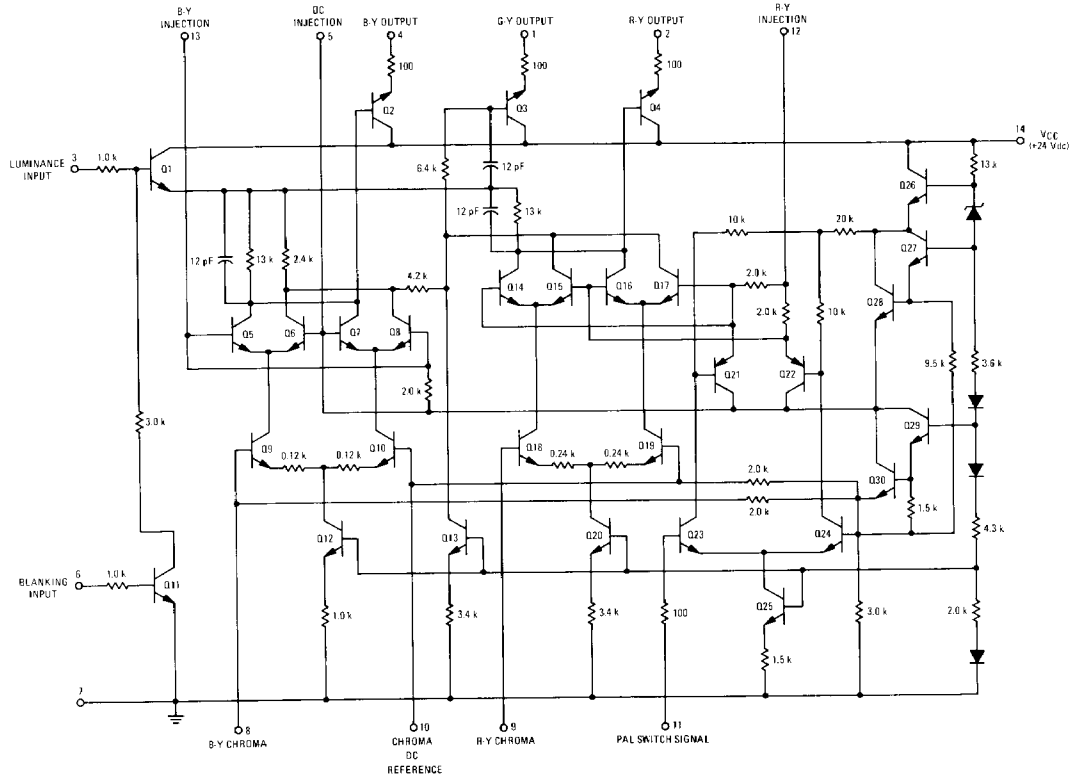 B-Y
INJECTION
13
DC
INJECTION
5
B-Y OUTPUT
4
G-Y OUTPUT
1
R-Y OUTPUT
2
R-Y
INJECTION
12
100
100
100
Q2
Q3
Q4
14
VCC
(+24 Vdc)
LUMINANCE
INPUT
3
1.0 k
Q1
6.4 k
12 pF
12 pF
13 k
13 k
Q26
12 pF
13 k
2.4 k
4.2 k
10 k
20 k
Q27
Q5
Q6
Q7
Q8
Q14
Q15
Q16
Q17
2.0 k
2.0 k
10 k
Q28
2.0 k
Q21
Q22
9.5 k
3.6 k
3.0 k
Q9
0.12 k
0.12 k
Q10
Q18
0.24 k
0.24 k
Q19
Q29
2.0 k
2.0 k
Q30
1.5 k
Q12
Q13
Q20
Q23
Q24
4.3 k
BLANKING
INPUT
6
1.0 k
Q11
1.0 k
3.4 k
3.4 k
100
Q25
1.5 k
3.0 k
2.0 k
7
8
B-Y CHROMA
10
CHROMA
DC
REFERENCE
9
R-Y CHROMA
11
PAL SWITCH SIGNAL